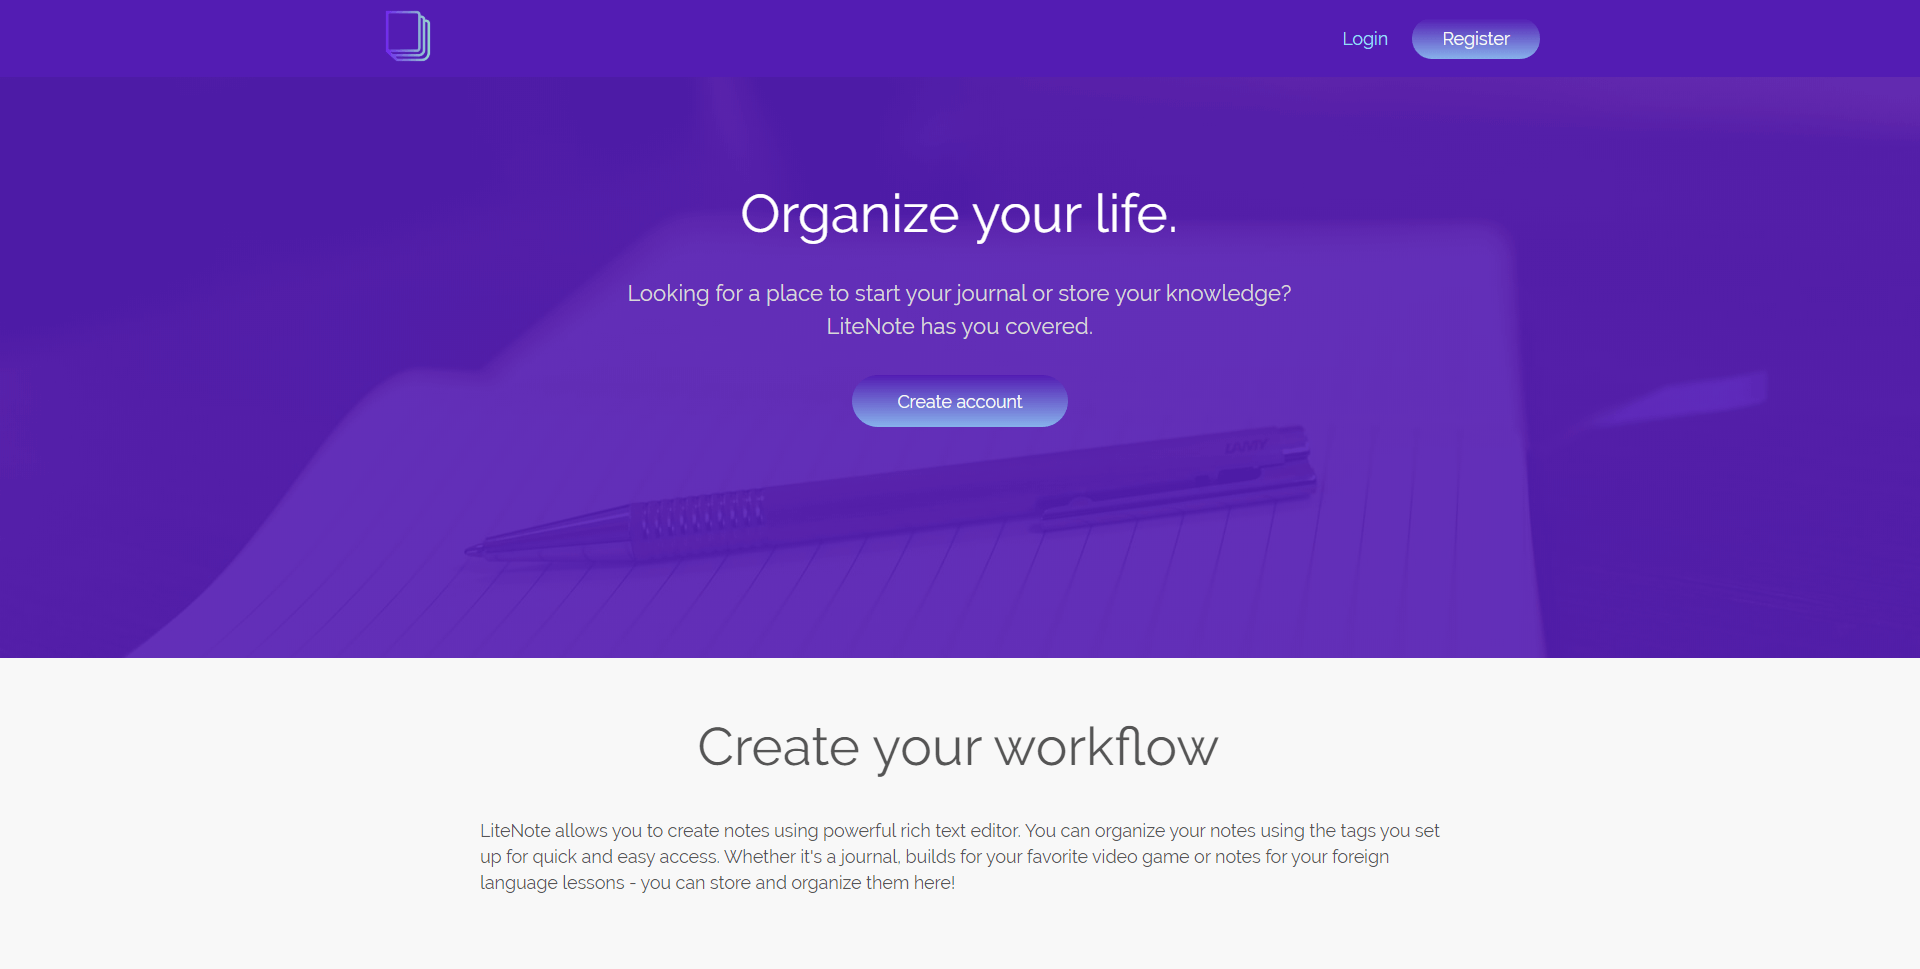 Login
Register
Organize your life.
Looking for a place to start your journal or store your knowledge?
LiteNote has you covered.
Create account
LAMY
Create your workflow
LiteNote allows you to create notes using powerful rich text editor. You can organize your notes using the tags you set
up for quick and easy access. Whether it's a journal, builds for your favorite video game or notes for your foreign
language lessons - you can store and organize them here!